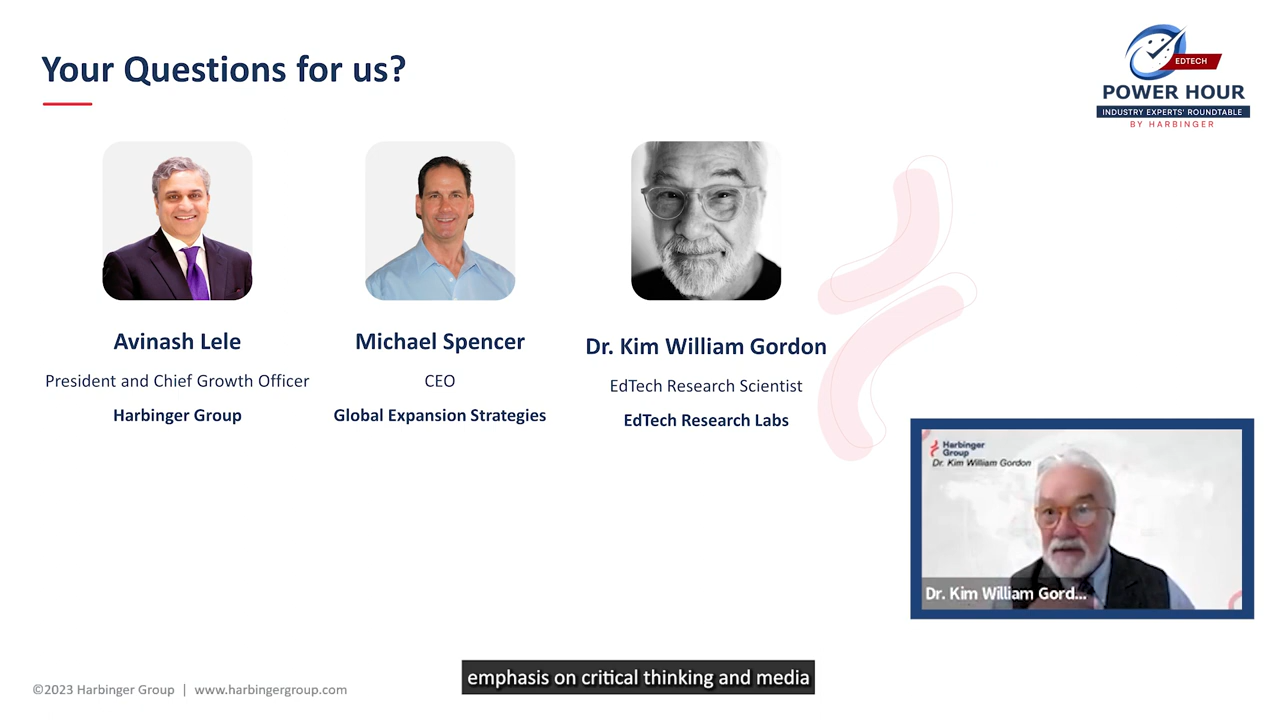 Your Questions for us?
EDTECH
POWER HOUR
INDUSTRY EXPERTS' ROUNDTABLE
BY HARBINGER
Avinash Lele
President and Chief Growth Officer
Harbinger Group
Michael Spencer
CEO
Global Expansion Strategies
Dr. Kim William Gordon
EdTech Research Scientist
EdTech Research Labs
Harbinger
Group
Dr. Kim William Gordon
Dr. Kim William Gord...
emphasis on critical thinking and media
©2023 Harbinger Group | www.harbingergroup.com